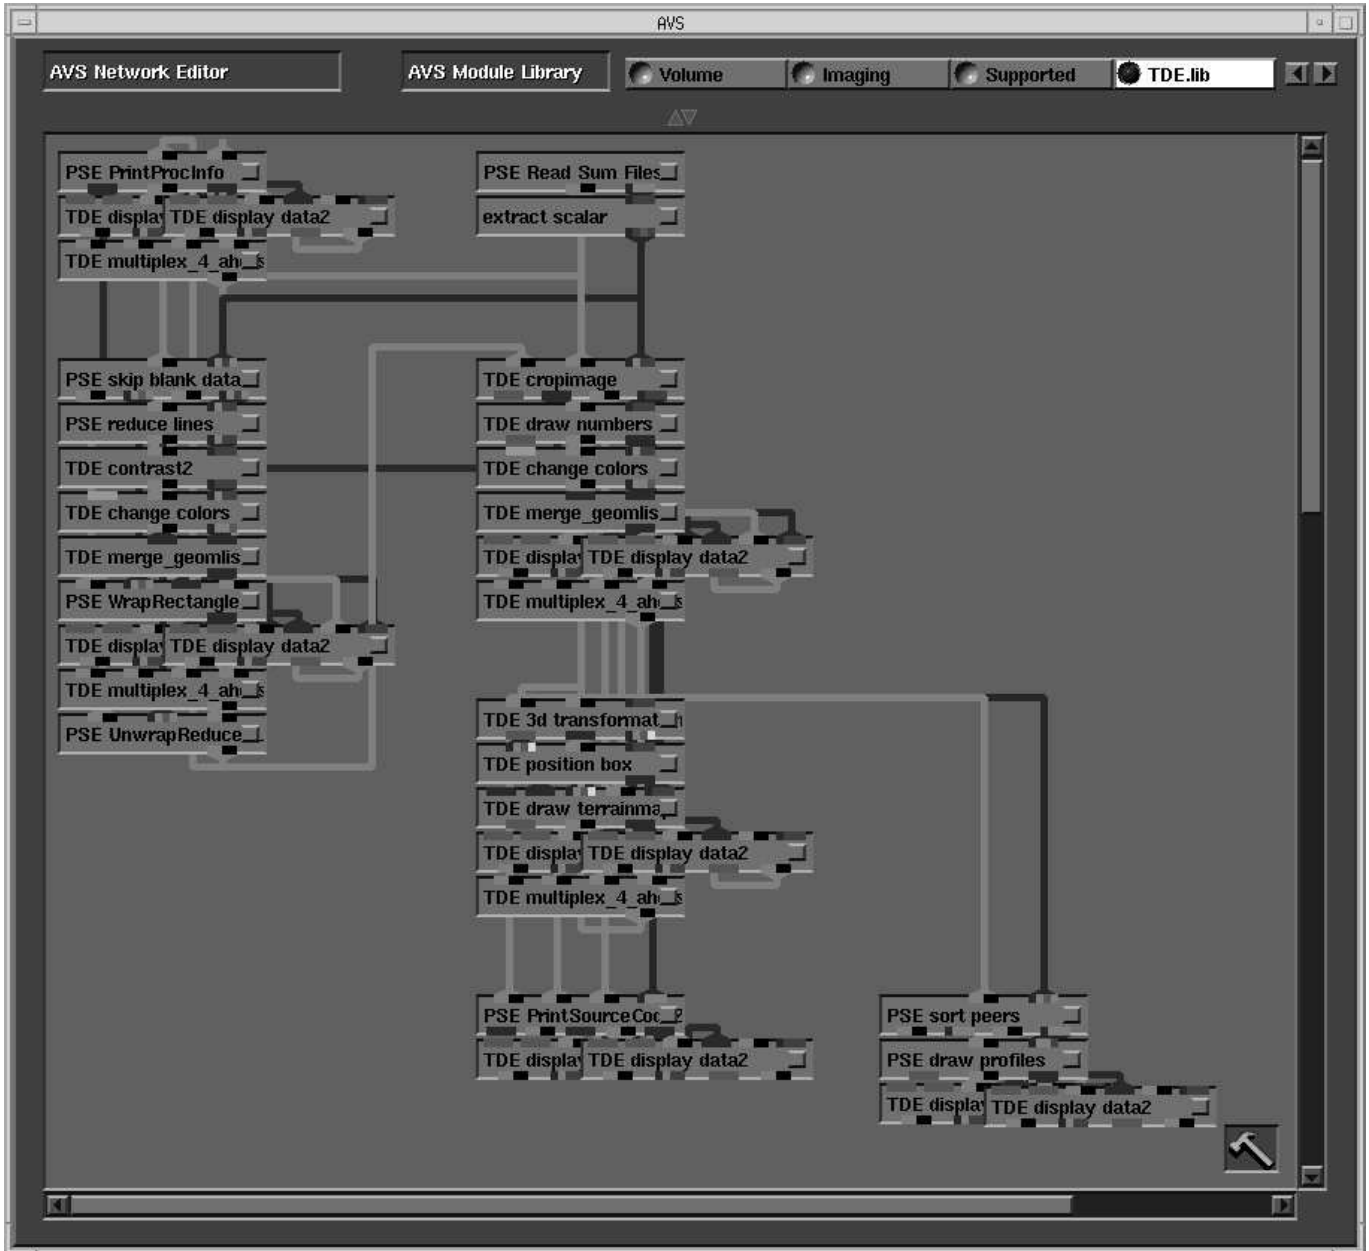 AVS
AVS Network Editor
AVS Module Library
Volume
Imaging
Supported
TDE.lib
PSE PrintProcInfo
TDE display
TDE display data2
TDE multiplex_4_ah
PSE Read Sum Files
extract scalar
PSE skip blank data
PSE reduce lines
TDE contrast2
TDE change colors
TDE merge_geomlis
PSE WrapRectangle
TDE display
TDE display data2
TDE multiplex_4_ah
PSE UnwrapReduce
TDE cropimage
TDE draw numbers
TDE change colors
TDE merge_geomlis
TDE display
TDE display data2
TDE multiplex_4_ah
TDE 3d transformat
TDE position box
TDE draw terrainma
TDE display
TDE display data2
TDE multiplex_4_ah
PSE PrintSourceCo
TDE display
TDE display data2
PSE sort peers
PSE draw profiles
TDE display
TDE display data2